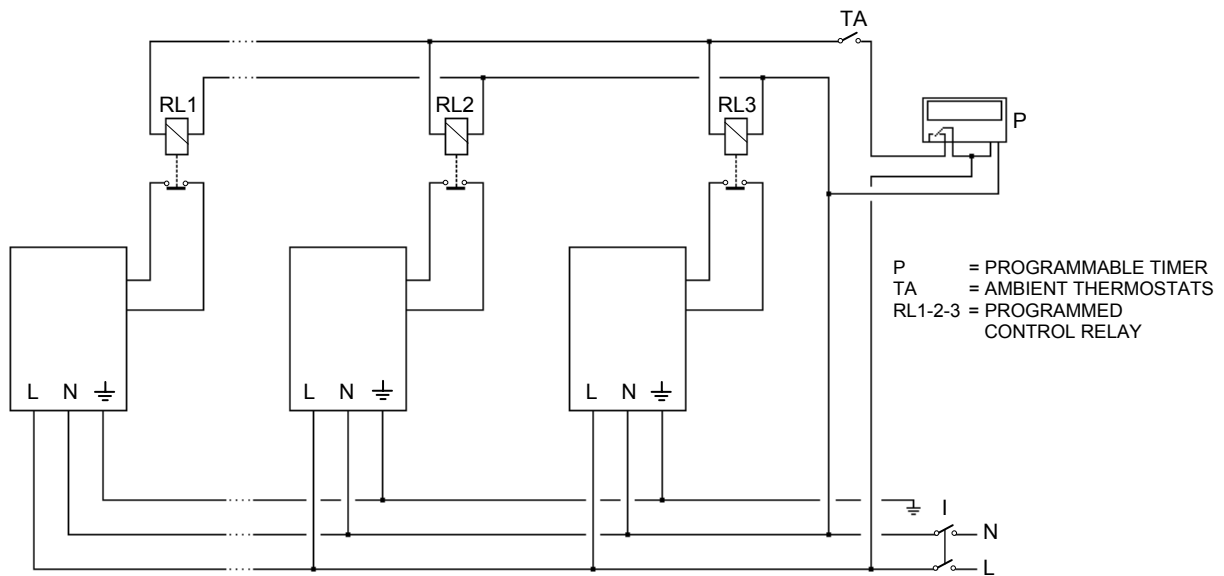 TA
RL1
RL2
RL3
P
P = PROGRAMMABLE TIMER
TA = AMBIENT THERMOSTATS
RL1-2-3 = PROGRAMMED
CONTROL RELAY
L N
L N
L N
I
N
L